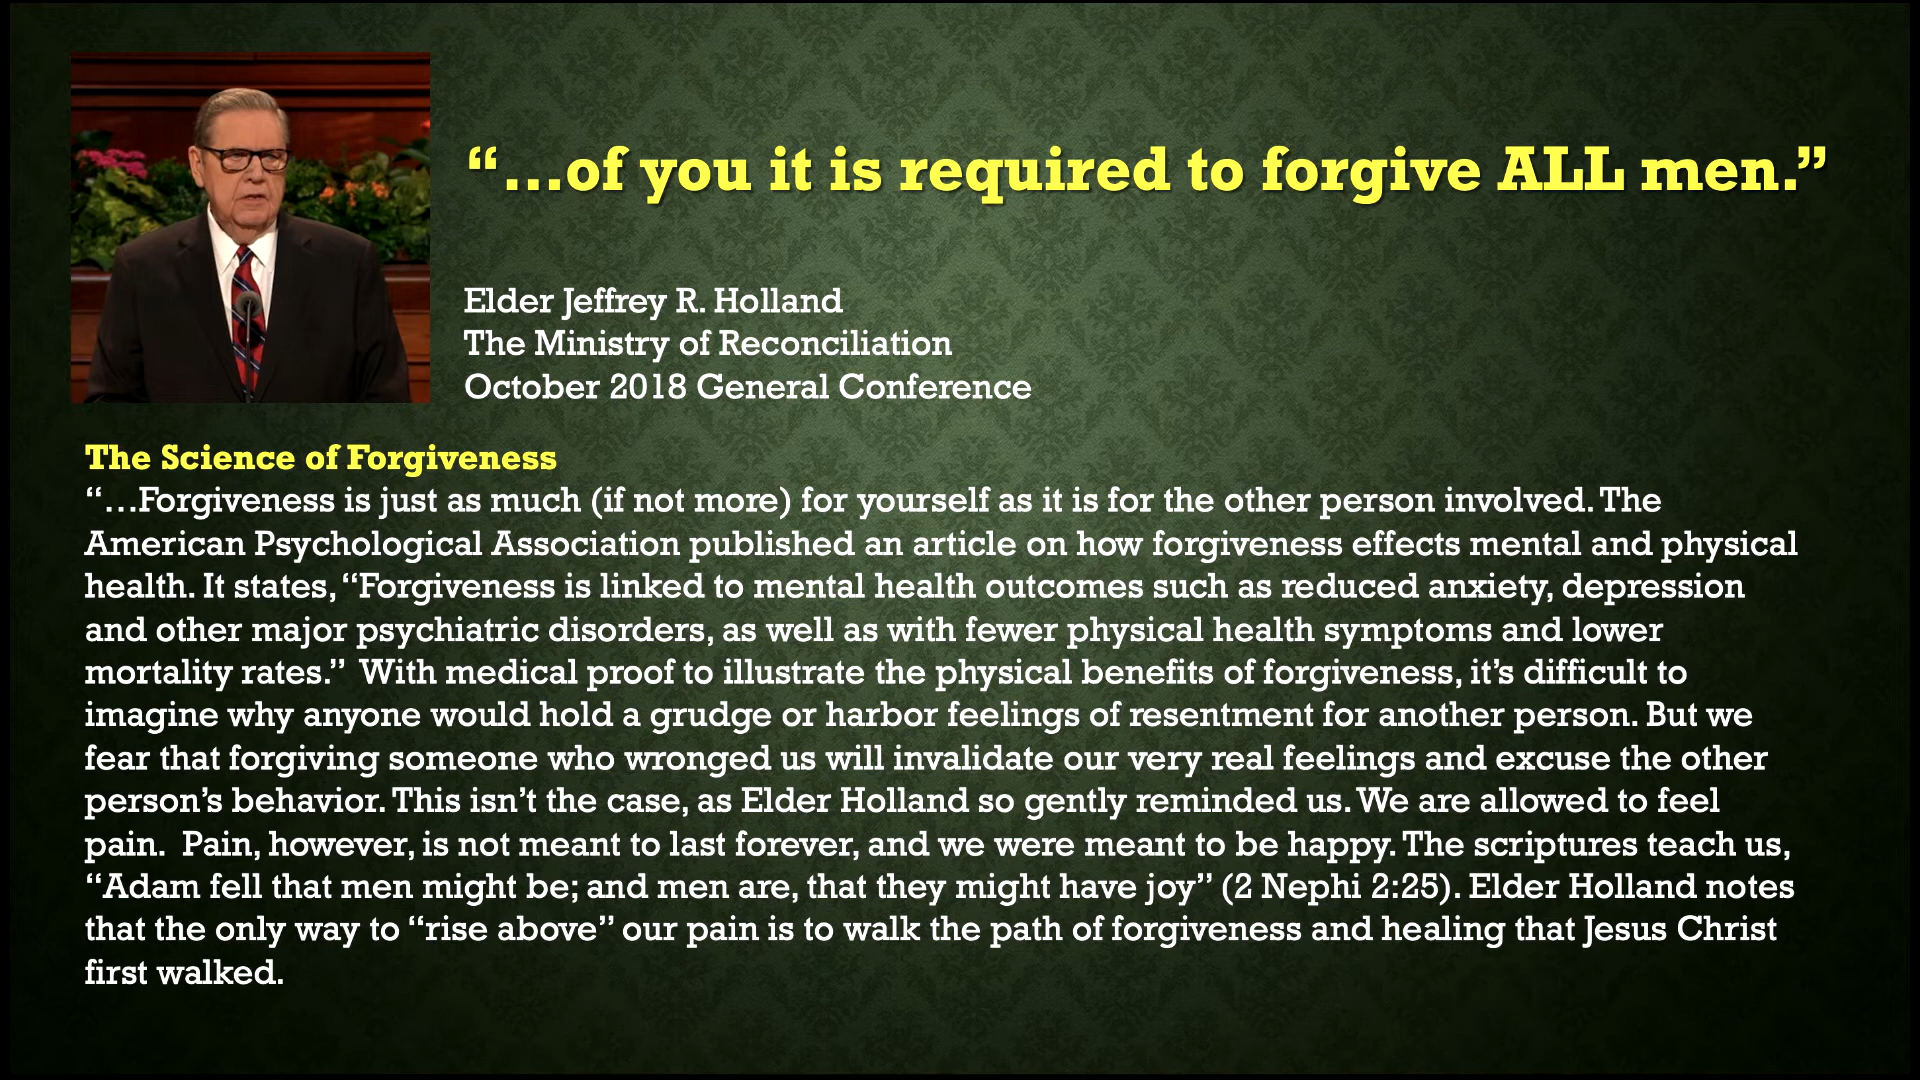 “…of you it is required to forgive ALL men.”
Elder Jeffrey R. Holland
The Ministry of Reconciliation
October 2018 General Conference
The Science of Forgiveness
“…Forgiveness is just as much (if not more) for yourself as it is for the other person involved. The
American Psychological Association published an article on how forgiveness effects mental and physical
health. It states, “Forgiveness is linked to mental health outcomes such as reduced anxiety, depression
and other major psychiatric disorders, as well as with fewer physical health symptoms and lower
mortality rates.”  With medical proof to illustrate the physical benefits of forgiveness, it’s difficult to
imagine why anyone would hold a grudge or harbor feelings of resentment for another person. But we
fear that forgiving someone who wronged us will invalidate our very real feelings and excuse the other
person’s behavior. This isn’t the case, as Elder Holland so gently reminded us. We are allowed to feel
pain.  Pain, however, is not meant to last forever, and we were meant to be happy. The scriptures teach us,
“Adam fell that men might be; and men are, that they might have joy” (2 Nephi 2:25). Elder Holland notes
that the only way to “rise above” our pain is to walk the path of forgiveness and healing that Jesus Christ
first walked.